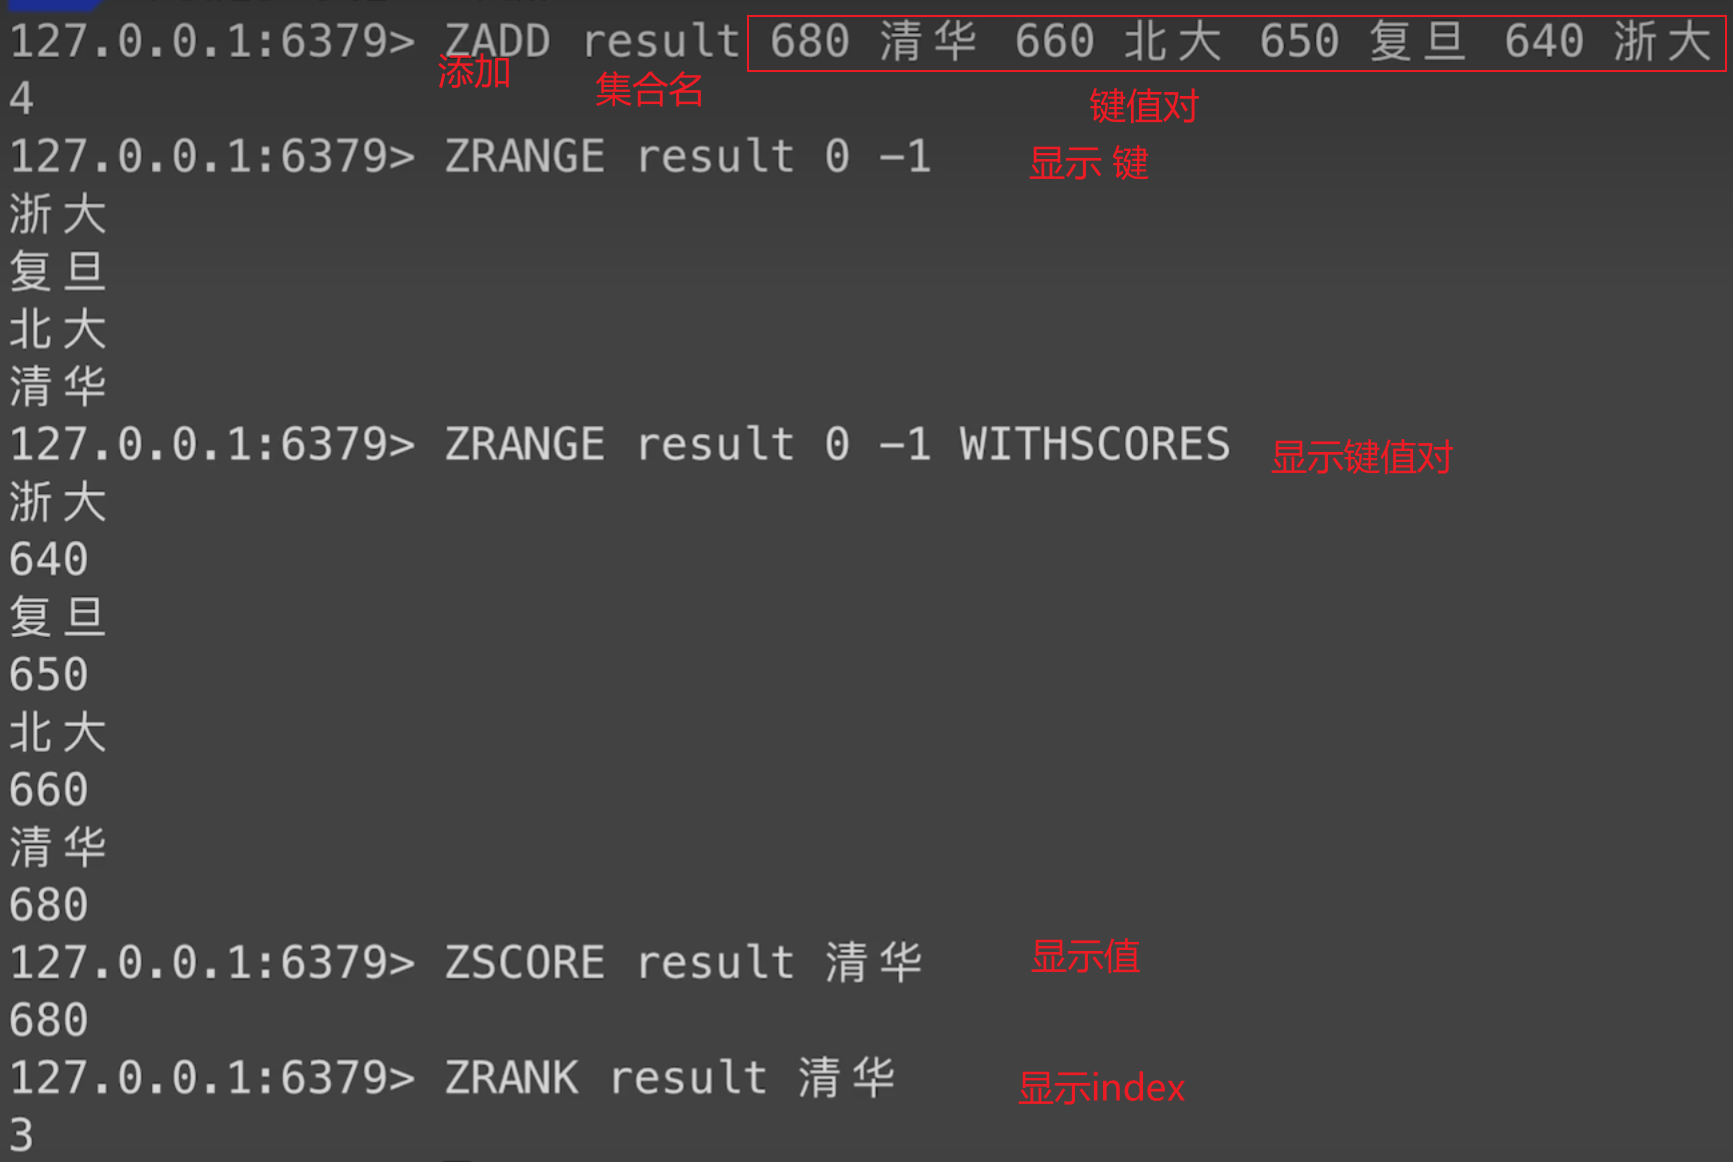 127.0.0.1:6379> ZADD result 680 清华 660 北大 650 复旦 640 浙大
添加 集合名 键值对
4
127.0.0.1:6379> ZRANGE result 0 -1 显示 键
浙大
复旦
北大
清华
127.0.0.1:6379> ZRANGE result 0 -1 WITHSCORES 显示键值对
浙大
640
复旦
650
北大
660
清华
680
127.0.0.1:6379> ZSCORE result 清华 显示值
680
127.0.0.1:6379> ZRANK result 清华 显示index
3